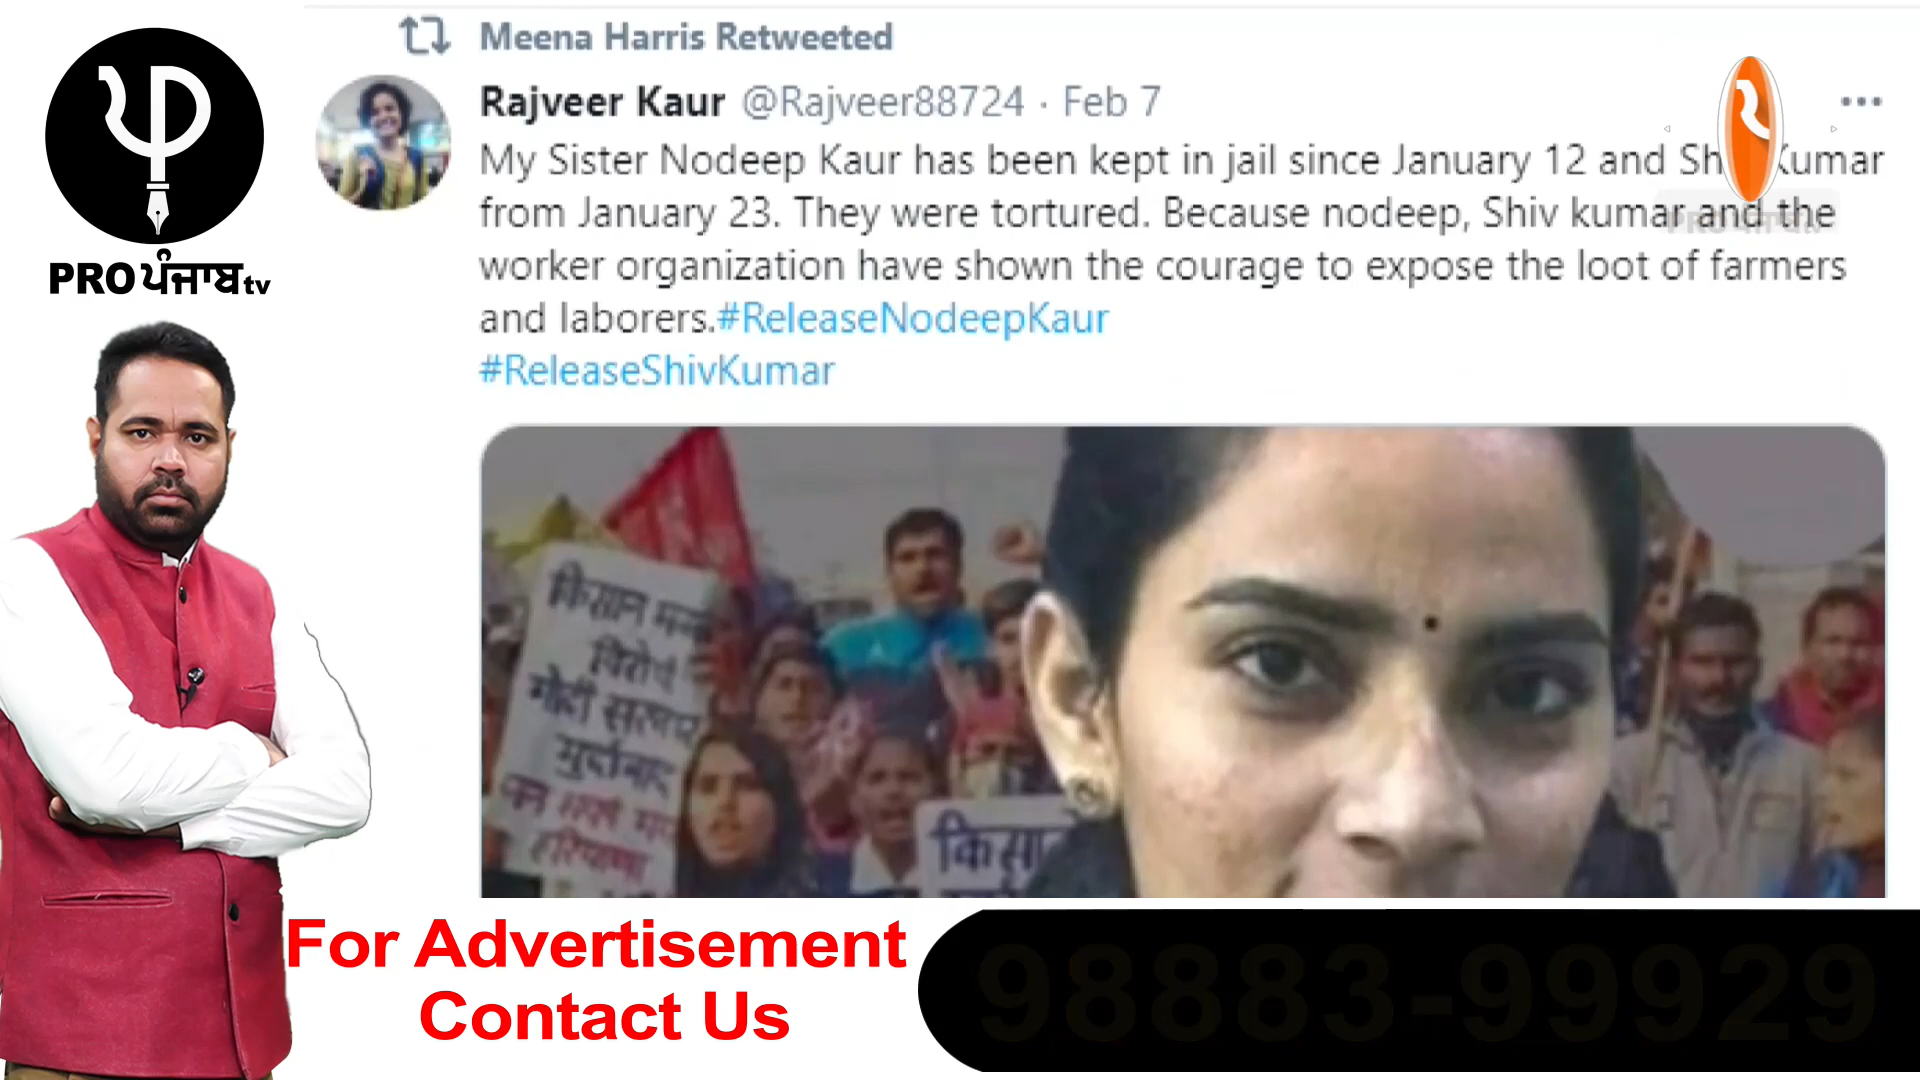 Meena Harris Retweeted
Rajveer Kaur @Rajveer88724 · Feb 7
My Sister Nodeep Kaur has been kept in jail since January 12 and Sh Kumar
from January 23. They were tortured. Because nodeep, Shiv kumar and the
worker organization have shown the courage to expose the loot of farmers
and laborers.#ReleaseNodeepKaur
#ReleaseShivKumar
PRO ਪੰਜਾਬ tv
किसान
विरोधी
मोदी सरकार
मुर्दाबाद
जन
हरियाणा
किसा
For Advertisement
Contact Us
98883-99929